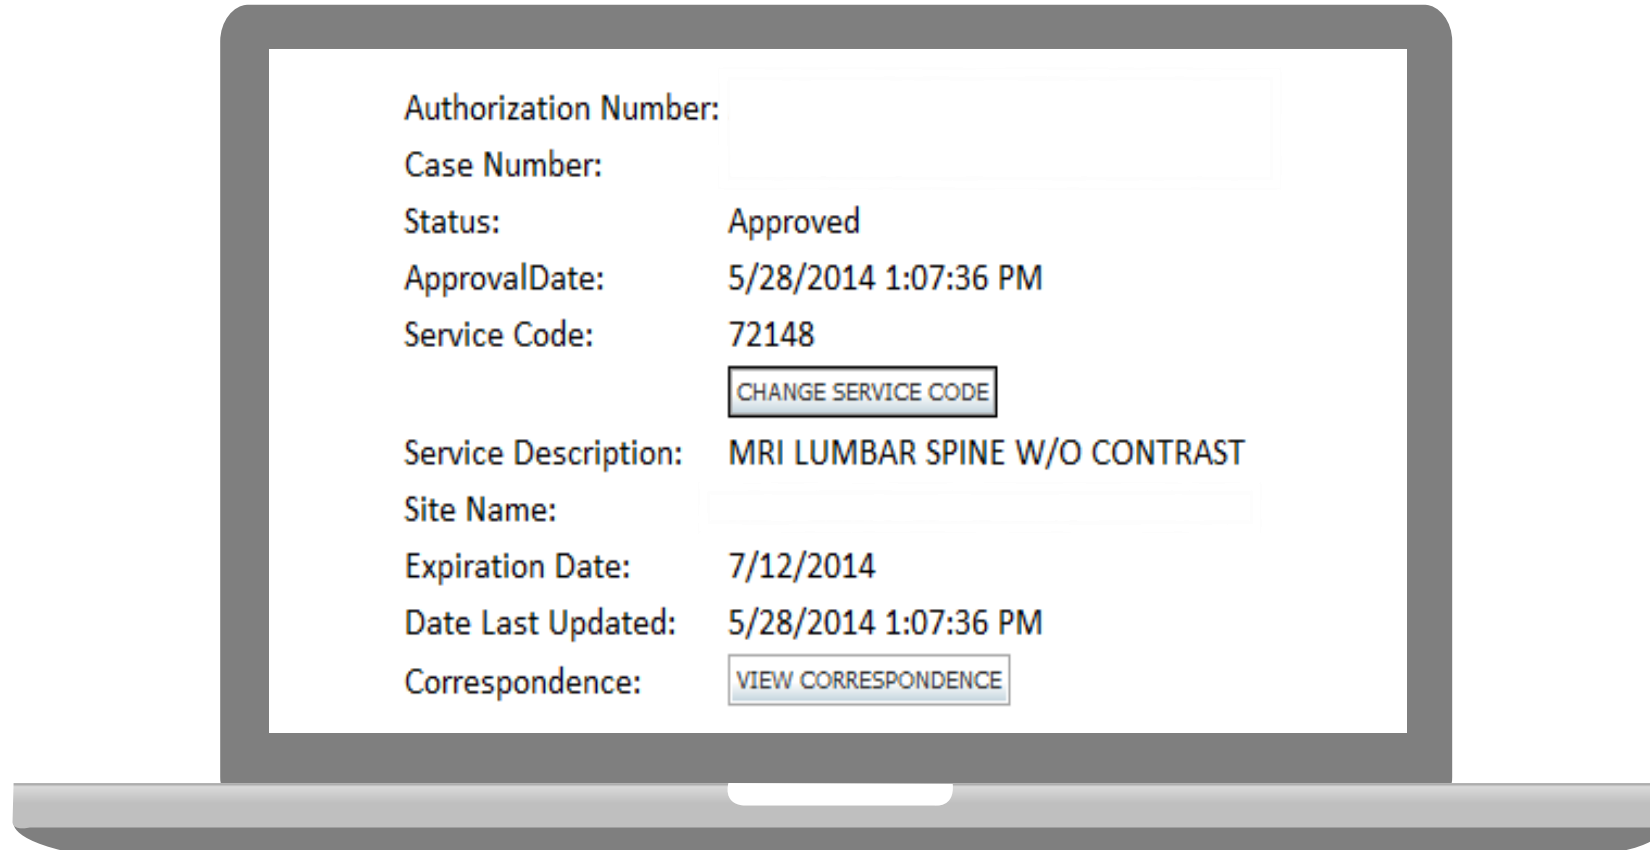 Authorization Number:
Case Number:
Status: Approved
ApprovalDate: 5/28/2014 1:07:36 PM
Service Code: 72148
CHANGE SERVICE CODE
Service Description: MRI LUMBAR SPINE W/O CONTRAST
Site Name:
Expiration Date: 7/12/2014
Date Last Updated: 5/28/2014 1:07:36 PM
Correspondence: VIEW CORRESPONDENCE